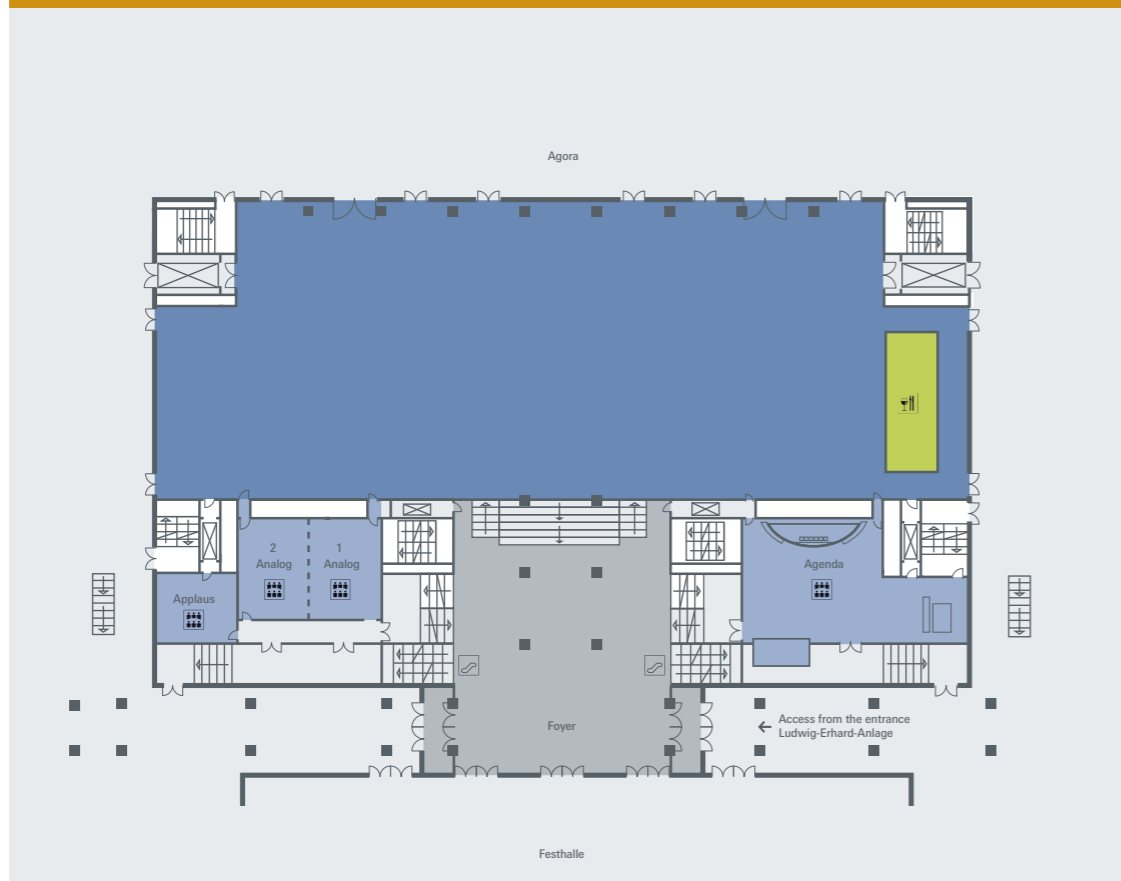 Agora
2
Analog
1
Analog
Applaus
Agenda
Foyer
Access from the entrance
Ludwig-Erhard-Anlage
Festhalle